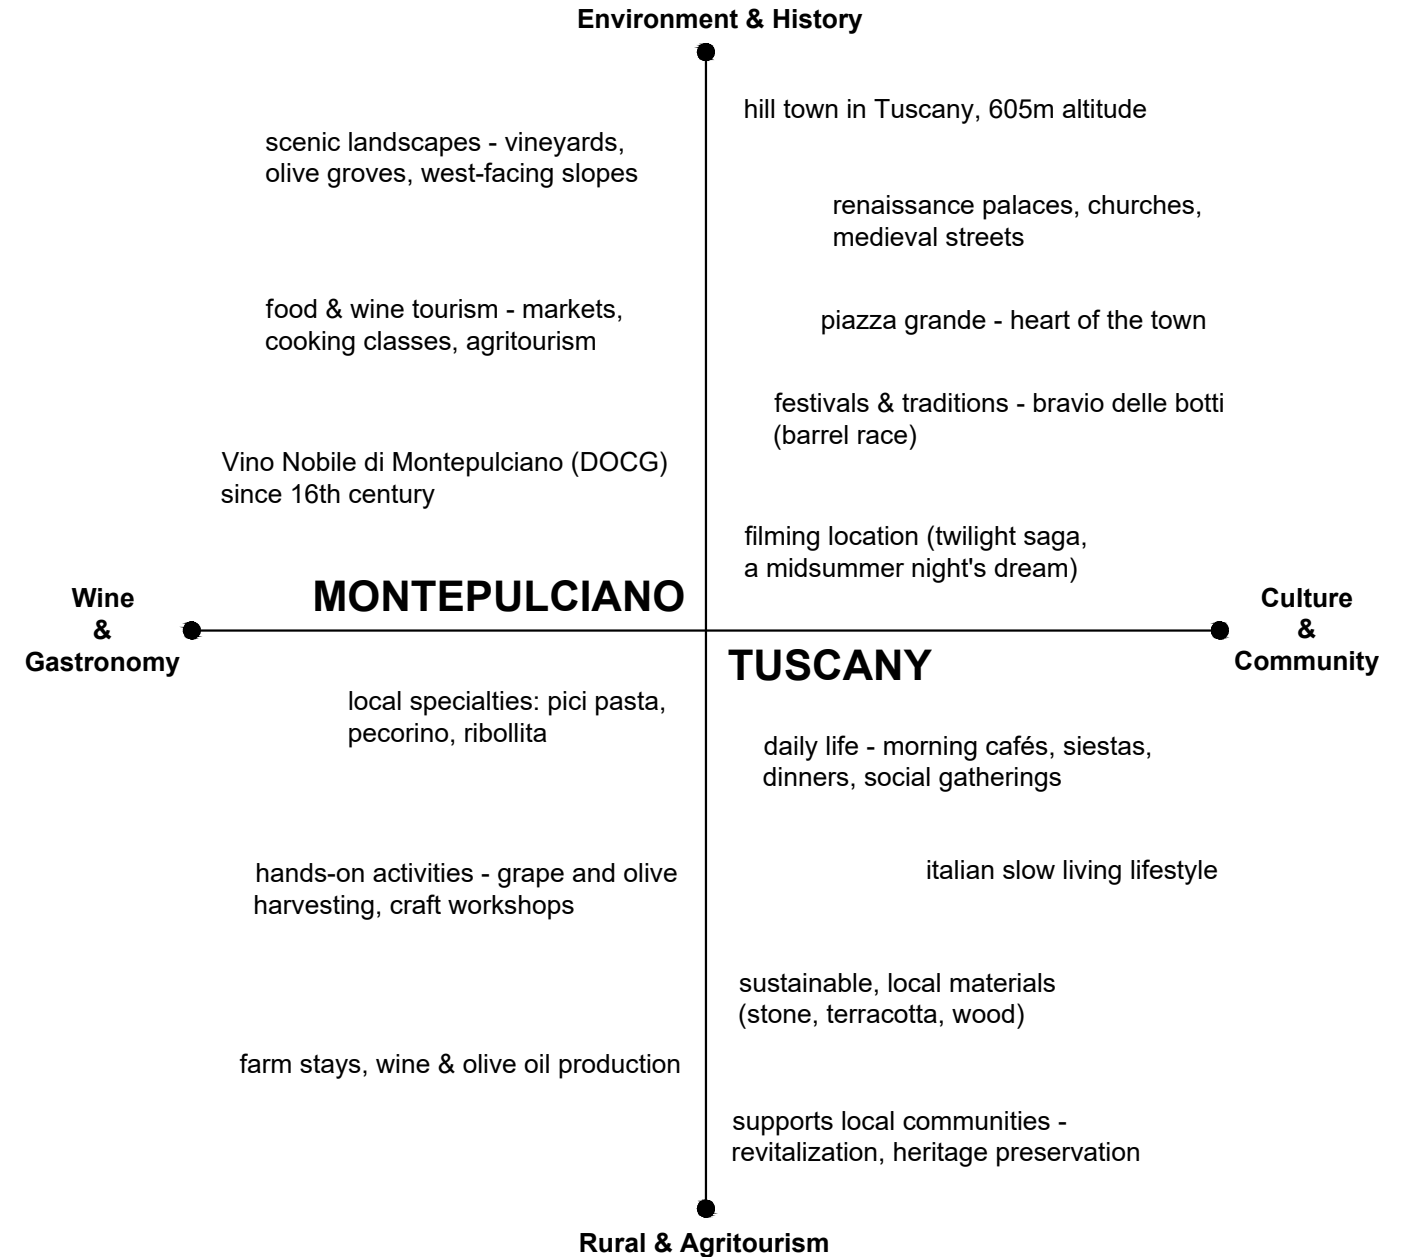 Environment & History
hill town in Tuscany, 605m altitude
scenic landscapes - vineyards,
olive groves, west-facing slopes
renaissance palaces, churches,
medieval streets
food & wine tourism - markets,
cooking classes, agritourism
piazza grande - heart of the town
festivals & traditions - bravio delle botti
(barrel race)
Vino Nobile di Montepulciano (DOCG)
since 16th century
filming location (twilight saga,
a midsummer night's dream)
MONTEPULCIANO
Wine
&
Gastronomy
Culture
&
Community
TUSCANY
local specialties: pici pasta,
pecorino, ribollita
daily life - morning cafés, siestas,
dinners, social gatherings
hands-on activities - grape and olive
harvesting, craft workshops
italian slow living lifestyle
sustainable, local materials
(stone, terracotta, wood)
farm stays, wine & olive oil production
supports local communities -
revitalization, heritage preservation
Rural & Agritourism